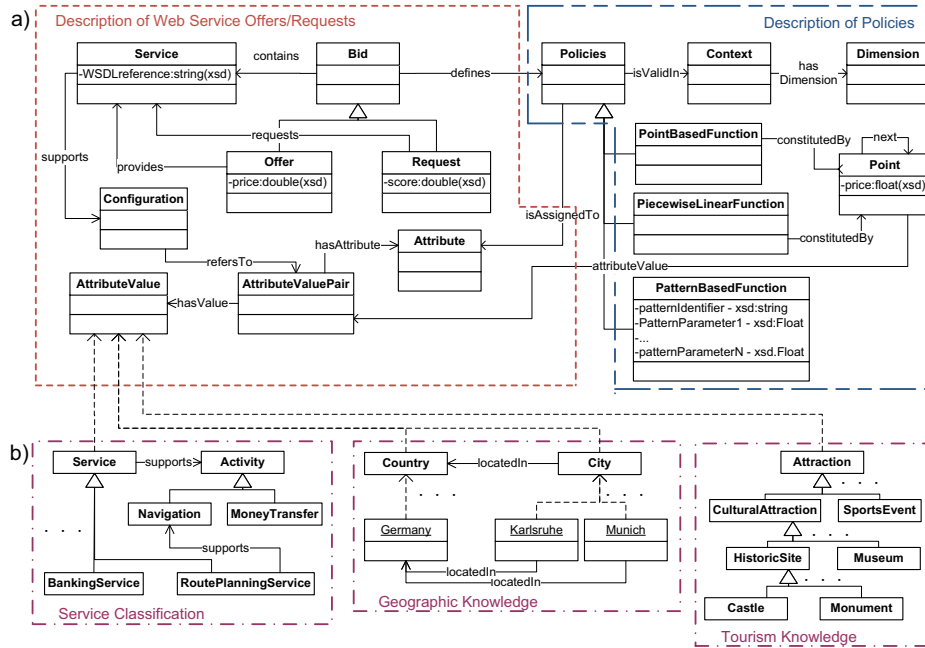 a)
Description of Web Service Offers/Requests
Description of Policies
Service
-WSDLreference:string(xsd)
contains
Bid
defines
Policies
isValidIn
Context
has
Dimension
Dimension
requests
supports
provides
Offer
-price:double(xsd)
Request
-score:double(xsd)
PointBasedFunction
constitutedBy
next
Point
-price:float(xsd)
Configuration
PiecewiseLinearFunction
constitutedBy
isAssignedTo
hasAttribute
Attribute
refersTo
attributeValue
AttributeValue
hasValue
AttributeValuePair
PatternBasedFunction
-patternIdentifier - xsd:string
-PatternParameter1 - xsd:Float
-...
-patternParameterN - xsd.Float
b)
Service
supports
Activity
Navigation
MoneyTransfer
. . .
supports
BankingService
RoutePlanningService
Service Classification
Country
locatedIn
City
. . .
. . .
Germany
Karlsruhe
Munich
locatedIn
locatedIn
Geographic Knowledge
Attraction
. . .
CulturalAttraction
SportsEvent
. . .
HistoricSite
Museum
. . .
Castle
Monument
Tourism Knowledge